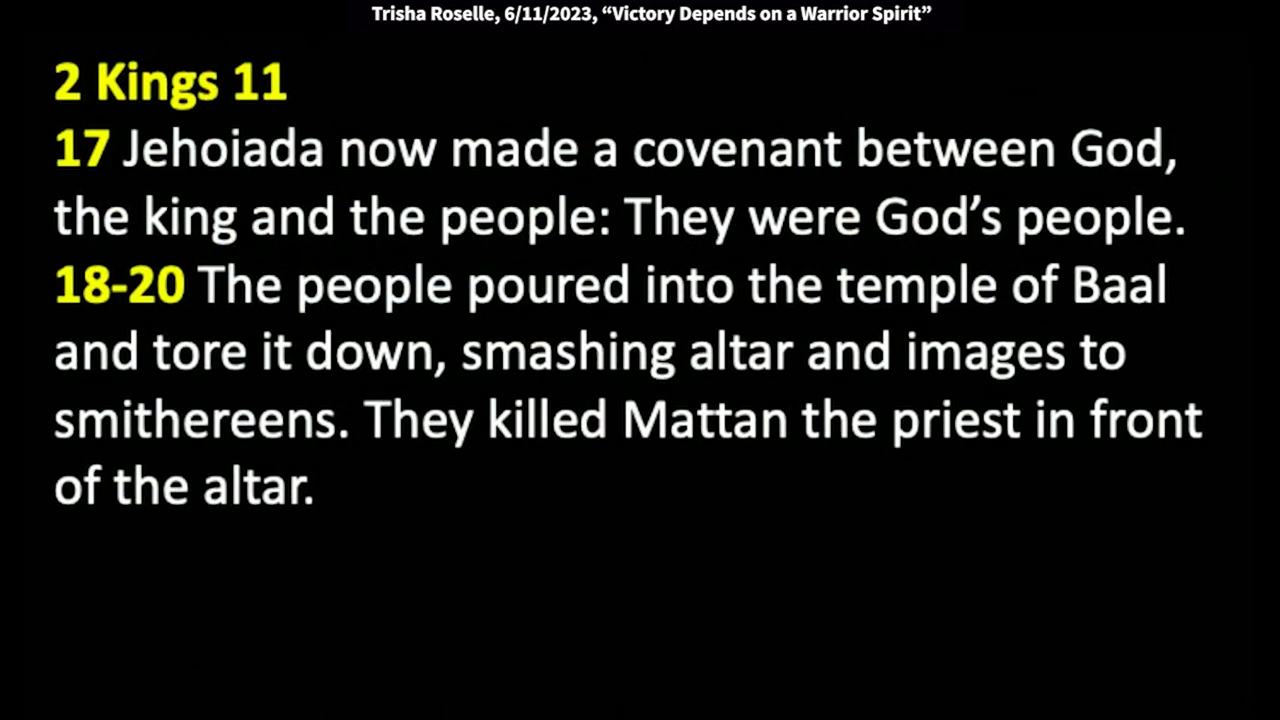 Trisha Roselle, 6/11/2023, “Victory Depends on a Warrior Spirit”
2 Kings 11
17 Jehoiada now made a covenant between God,
the king and the people: They were God’s people.
18-20 The people poured into the temple of Baal
and tore it down, smashing altar and images to
smithereens. They killed Mattan the priest in front
of the altar.